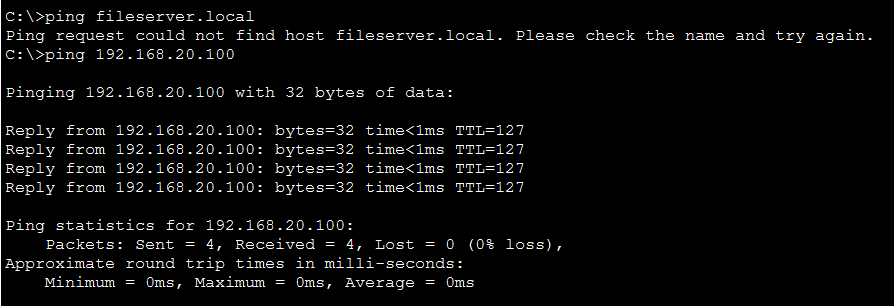 C:\>ping fileserver.local
Ping request could not find host fileserver.local. Please check the name and try again.
C:\>ping 192.168.20.100
Pinging 192.168.20.100 with 32 bytes of data:
Reply from 192.168.20.100: bytes=32 time<1ms TTL=127
Reply from 192.168.20.100: bytes=32 time<1ms TTL=127
Reply from 192.168.20.100: bytes=32 time<1ms TTL=127
Reply from 192.168.20.100: bytes=32 time<1ms TTL=127
Ping statistics for 192.168.20.100:
    Packets: Sent = 4, Received = 4, Lost = 0 (0% loss),
Approximate round trip times in milli-seconds:
    Minimum = 0ms, Maximum = 0ms, Average = 0ms